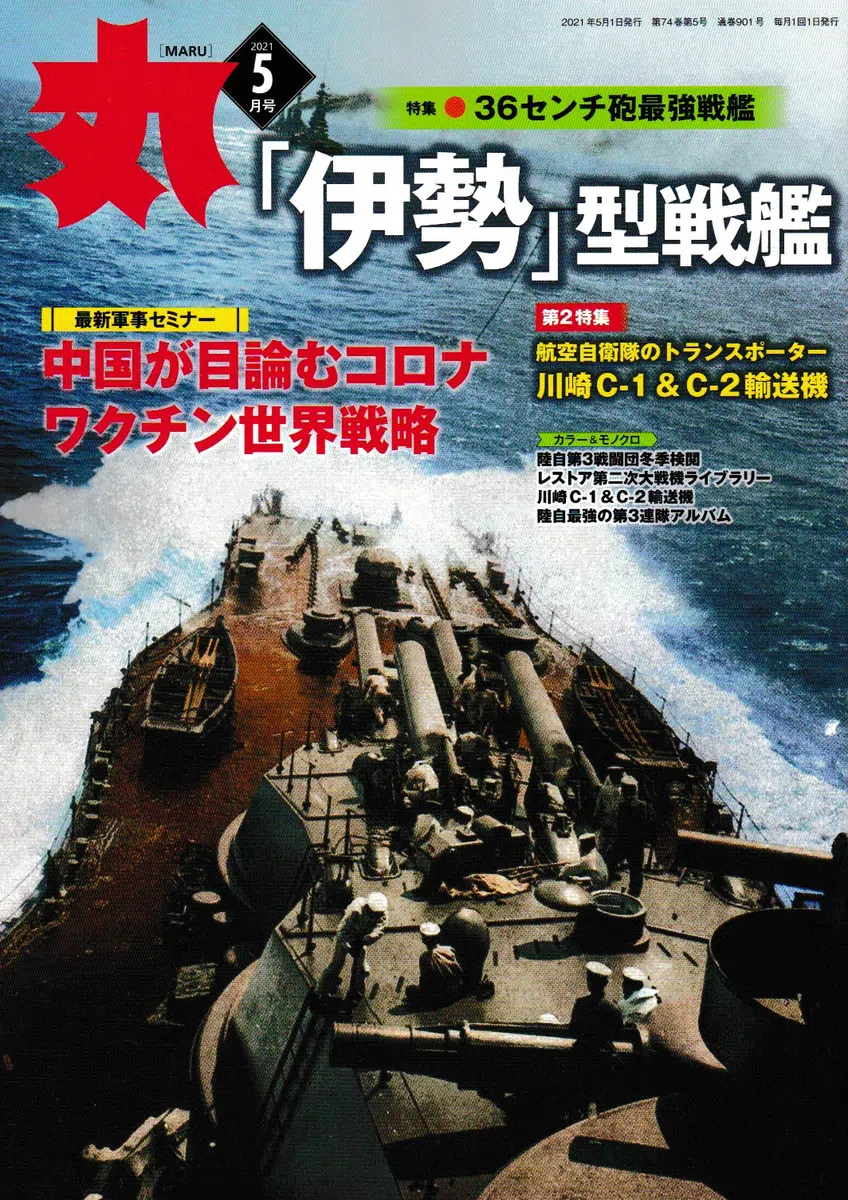 2021年5月1日発行 第74巻第5号 通巻901号 毎月1回1日発行
丸
[MARU]
2021
5
月号
特集●36センチ砲最強戦艦
「伊勢」型戦艦
最新軍事セミナー
中国が目論むコロナ
ワクチン世界戦略
第2特集
航空自衛隊のトランスポーター
川崎C-1&C-2輸送機
カラー&モノクロ
陸自第3戦闘団冬季検閲
レストア第二次大戦機ライブラリー
川崎C-1&C-2輸送機
陸自最強の第3連隊アルバム